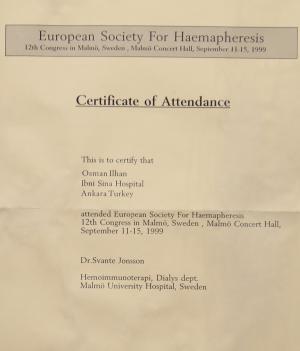 European Society For Haemapheresis
12th Congress in Malmö, Sweden , Malmö Concert Hall, September 11-15, 1999
Certificate of Attendance
This is to certify that
Osman Ilhan
Ibni Sina Hospital
Ankara Turkey
attended European Society For Haemapheresis
12th Congress in Malmö, Sweden , Malmö Concert Hall,
September 11-15, 1999
Dr.Svante Jonsson
Hemoimmunoterapi, Dialys dept.
Malmö University Hospital, Sweden